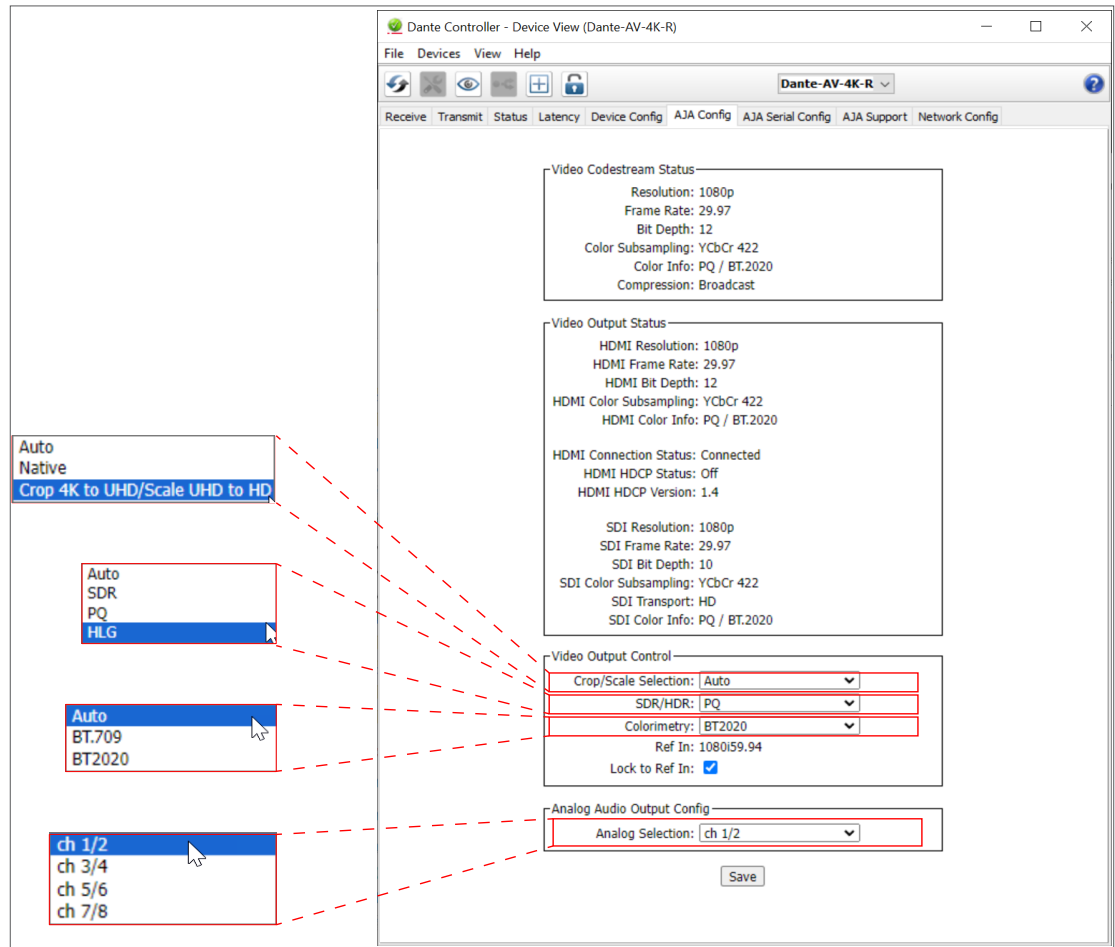 Dante Controller - Device View (Dante-AV-4K-R)
File Devices View Help
Dante-AV-4K-R
Receive Transmit Status Latency Device Config AJA Config AJA Serial Config AJA Support Network Config
Video Codestream Status
Resolution: 1080p
Frame Rate: 29.97
Bit Depth: 12
Color Subsampling: YCbCr 422
Color Info: PQ / BT.2020
Compression: Broadcast
Video Output Status
HDMI Resolution: 1080p
HDMI Frame Rate: 29.97
HDMI Bit Depth: 12
HDMI Color Subsampling: YCbCr 422
HDMI Color Info: PQ / BT.2020
HDMI Connection Status: Connected
HDMI HDCP Status: Off
HDMI HDCP Version: 1.4
SDI Resolution: 1080p
SDI Frame Rate: 29.97
SDI Bit Depth: 10
SDI Color Subsampling: YCbCr 422
SDI Transport: HD
SDI Color Info: PQ / BT.2020
Video Output Control
Crop/Scale Selection: Auto
SDR/HDR: PQ
Colorimetry: BT2020
Ref In: 1080i59.94
Lock to Ref In:
Analog Audio Output Config
Analog Selection: ch 1/2
Save
Auto
Native
Crop 4K to UHD/Scale UHD to HD
Auto
SDR
PQ
HLG
Auto
BT.709
BT2020
ch 1/2
ch 3/4
ch 5/6
ch 7/8